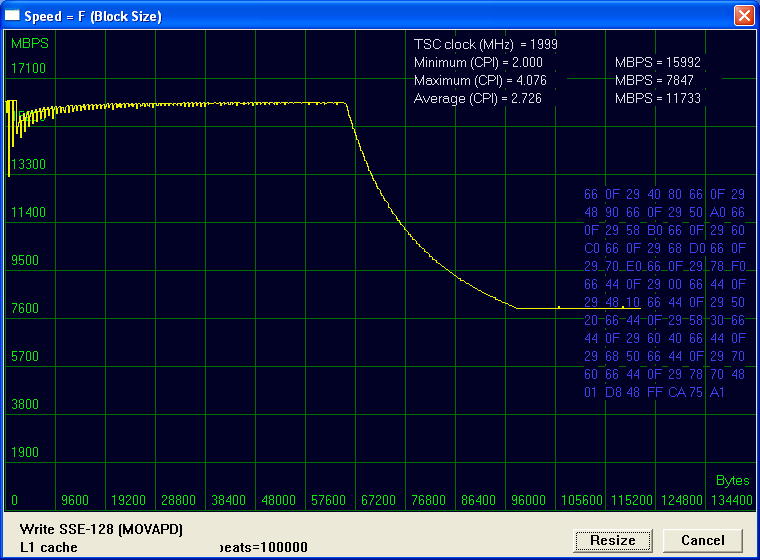 Speed = F (Block Size)
MBPS
17100
13300
11400
9500
7600
5700
3800
1900
TSC clock (MHz) = 1999
Minimum (CPI) = 2.000 MBPS = 15992
Maximum (CPI) = 4.076 MBPS = 7847
Average (CPI) = 2.726 MBPS = 11733
66 0F 29 40 80 66 0F 29
48 90 66 0F 29 50 A0 66
0F 29 58 B0 66 0F 29 60
C0 66 0F 29 68 D0 66 0F
29 70 E0 66 0F 29 78 F0
66 44 0F 29 00 66 44 0F
29 48 10 66 44 0F 29 50
20 66 44 0F 29 58 30 66
44 0F 29 60 40 66 44 0F
29 68 50 66 44 0F 29 70
60 66 44 0F 29 78 70 48
01 D8 48 FF CA 75 A1
Bytes
0 9600 19200 28800 38400 48000 57600 67200 76800 86400 96000 105600 115200 124800 134400
Write SSE-128 (MOVAPD)
L1 cache
peats=100000
Resize
Cancel